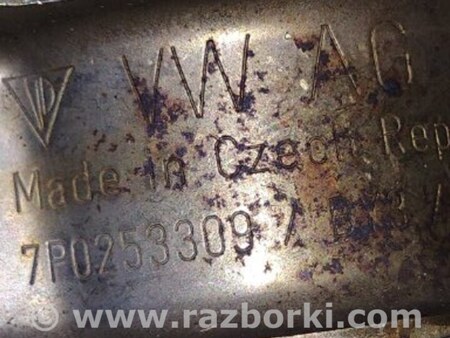 VW AG
Made in Czech Rep
7P0253309 /
© www.razborki.com